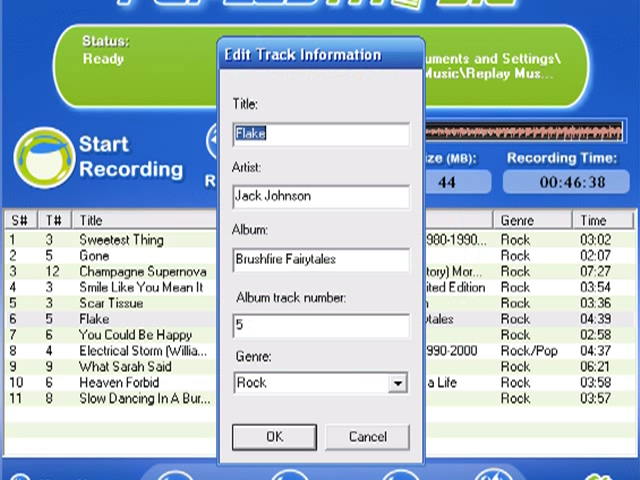 Status:
Ready
uments and Settings\
Music\Replay Mus...
Edit Track Information
Title:
Flake
Artist:
Jack Johnson
Album:
Brushfire Fairytales
Album track number:
5
Genre:
Rock
OK
Cancel
Start
Recording
R
ize (MB):
44
Recording Time:
00:46:38
S# T# Title Genre Time
1 3 Sweetest Thing 980-1990... Rock 03:02
2 5 Gone Rock 02:07
3 12 Champagne Supernova tory) Mor... Rock 07:27
4 3 Smile Like You Mean It ited Edition Rock 03:54
5 3 Scar Tissue Rock 03:36
6 5 Flake tales Rock 04:39
7 6 You Could Be Happy Rock 02:58
8 4 Electrical Storm (Willia... 990-2000 Rock/Pop 04:37
9 9 What Sarah Said Rock 06:21
10 6 Heaven Forbid a Life Rock 03:58
11 8 Slow Dancing In A Bur... Rock 03:57